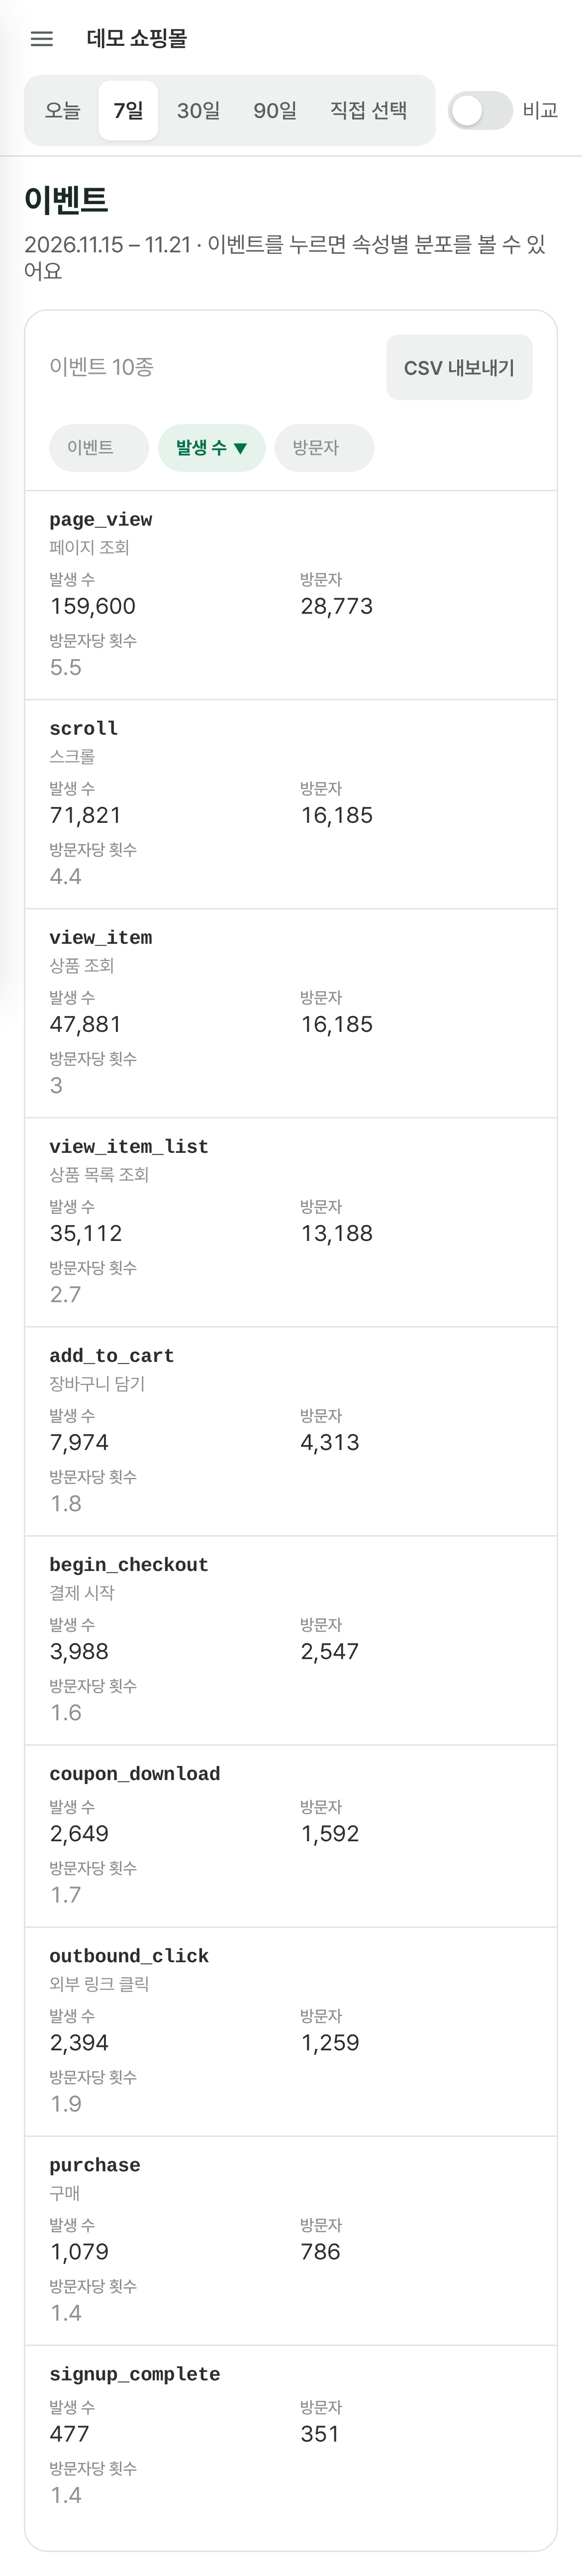 데모 쇼핑몰
오늘 7일 30일 90일 직접 선택 비교
이벤트
2026.11.15 – 11.21 · 이벤트를 누르면 속성별 분포를 볼 수 있
어요
이벤트 10종 CSV 내보내기
이벤트 발생 수 ▼ 방문자
page_view
페이지 조회
발생 수 방문자
159,600 28,773
방문자당 횟수
5.5
scroll
스크롤
발생 수 방문자
71,821 16,185
방문자당 횟수
4.4
view_item
상품 조회
발생 수 방문자
47,881 16,185
방문자당 횟수
3
view_item_list
상품 목록 조회
발생 수 방문자
35,112 13,188
방문자당 횟수
2.7
add_to_cart
장바구니 담기
발생 수 방문자
7,974 4,313
방문자당 횟수
1.8
begin_checkout
결제 시작
발생 수 방문자
3,988 2,547
방문자당 횟수
1.6
coupon_download
발생 수 방문자
2,649 1,592
방문자당 횟수
1.7
outbound_click
외부 링크 클릭
발생 수 방문자
2,394 1,259
방문자당 횟수
1.9
purchase
구매
발생 수 방문자
1,079 786
방문자당 횟수
1.4
signup_complete
발생 수 방문자
477 351
방문자당 횟수
1.4